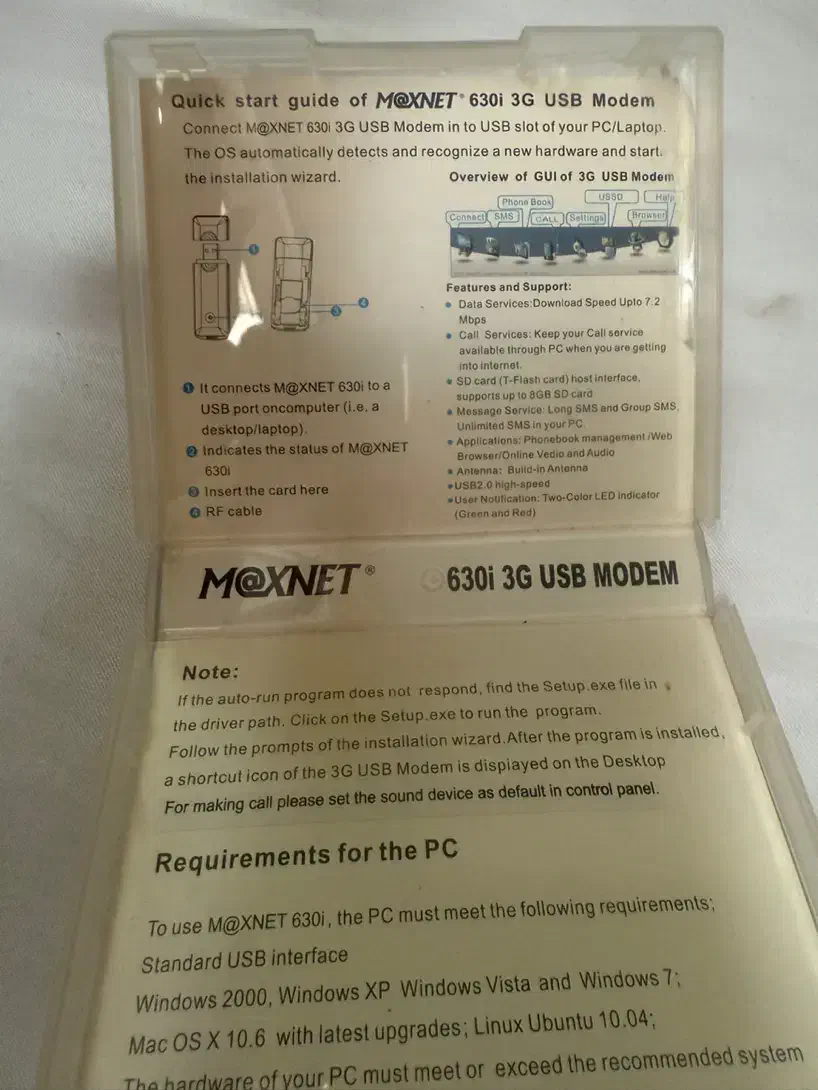 Quick start guide of M@XNET® 630i 3G USB Modem
Connect M@XNET 630i 3G USB Modem in to USB slot of your PC/Laptop.
The OS automatically detects and recognize a new hardware and start.
the installation wizard.
Overview of GUI of 3G USB Modem
Phone Book
USSD
Help
Connect
SMS
CALL
Settings
Browser
1
4
3
Features and Support:
Data Services:Download Speed Upto 7.2
Mbps
Call Services: Keep your Call service
available through PC when you are getting
into internet.
SD card (T-Flash card) host interface,
supports up to 8GB SD card
Message Service: Long SMS and Group SMS,
Unlimited SMS in your PC
Applications: Phonebook management /Web
Browser/Online Vedio and Audio
Antenna: Build-in Antenna
USB2.0 high-speed
User Notification: Two-Color LED indicator
(Green and Red)
1 It connects M@XNET 630i to a
USB port oncomputer (i.e. a
desktop/laptop).
2 Indicates the status of M@XNET
630i
3 Insert the card here
4 RF cable
M@XNET® 630i 3G USB MODEM
Note:
If the auto-run program does not respond, find the Setup.exe file in
the driver path. Click on the Setup.exe to run the program.
Follow the prompts of the installation wizard.After the program is installed,
a shortcut icon of the 3G USB Modem is displayed on the Desktop
For making call please set the sound device as default in control panel.
Requirements for the PC
To use M@XNET 630i, the PC must meet the following requirements;
Standard USB interface
Windows 2000, Windows XP Windows Vista and Windows 7;
Mac OS X 10.6 with latest upgrades; Linux Ubuntu 10.04;
The hardware of your PC must meet or exceed the recommended system